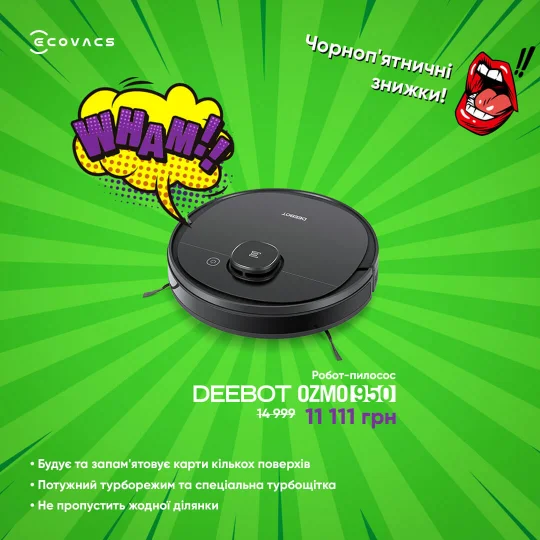 ECOVACS
Чорноп'ятничні
знижки!
!!
WHAM!!
DEEBOT
Робот-пилосос
DEEBOT OZMO 950
14 999 11 111 грн
• Будує та запам'ятовує карти кількох поверхів
• Потужний турборежим та спеціальна турбощітка
• Не пропустить жодної ділянки